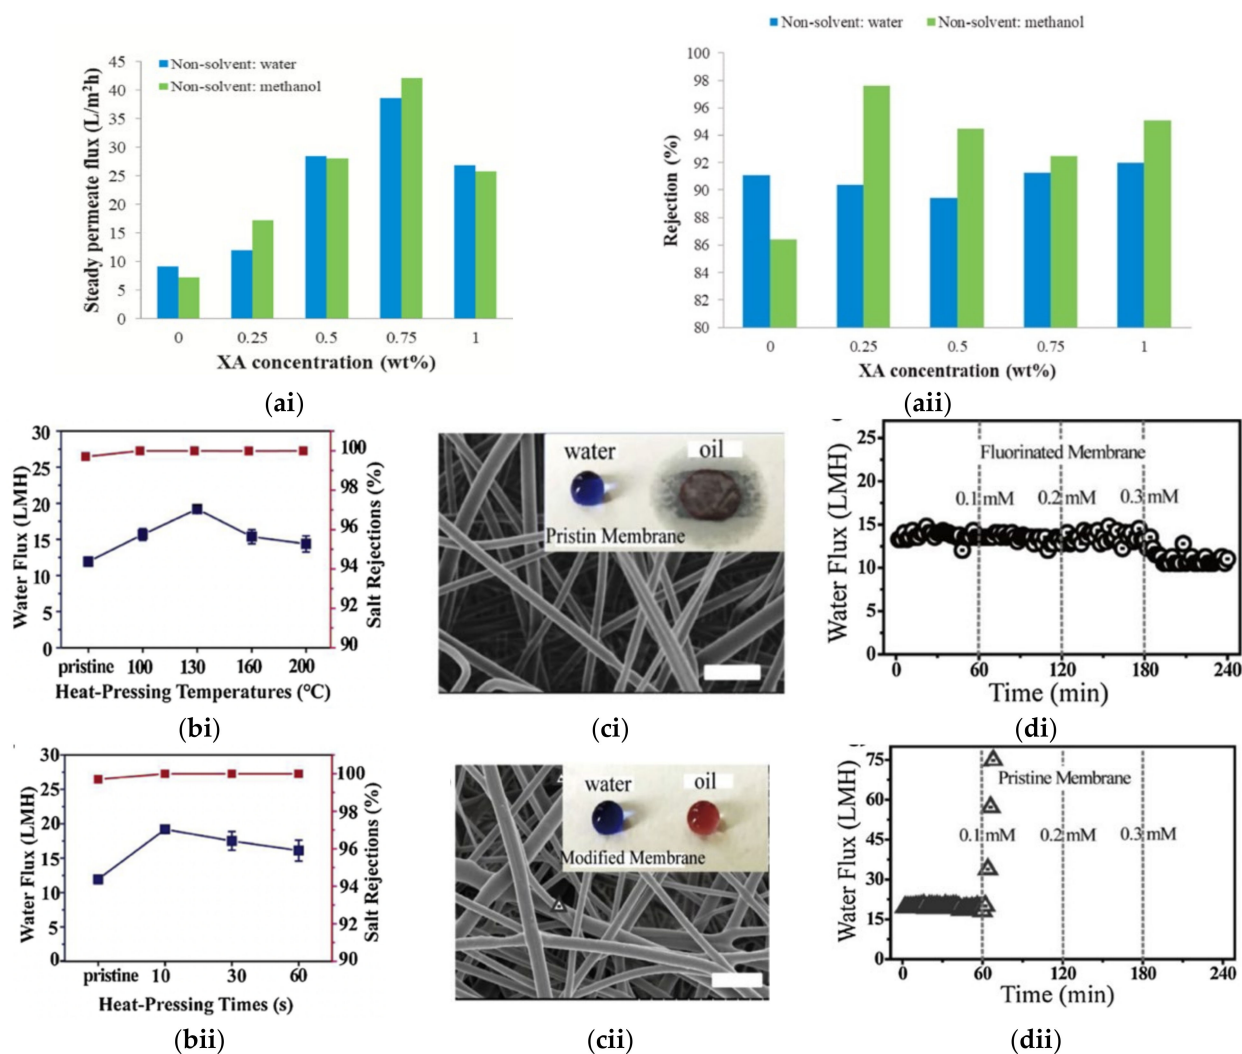 Non-solvent: water
Non-solvent: methanol
Steady permeate flux (L/m²h)
45
40
35
30
25
20
15
10
5
0
0 0.25 0.5 0.75 1
XA concentration (wt%)
(ai)
Non-solvent: water Non-solvent: methanol
Rejection (%)
100
98
96
94
92
90
88
86
84
82
80
0 0.25 0.5 0.75 1
XA concentration (wt%)
(aii)
Water Flux (LMH)
30
25
20
15
10
5
0
100
98
96
94
92
90
Salt Rejections (%)
pristine 100 130 160 200
Heat-Pressing Temperatures (°C)
(bi)
water oil
Pristin Membrane
(ci)
Water Flux (LMH)
25
20
15
10
5
0
Fluorinated Membrane
0.1 mM 0.2 mM 0.3 mM
0 60 120 180 240
Time (min)
(di)
Water Flux (LMH)
30
25
20
15
10
5
0
100
98
96
94
92
90
Salt Rejections (%)
pristine 10 30 60
Heat-Pressing Times (s)
(bii)
water oil
Modified Membrane
(cii)
Water Flux (LMH)
75
60
45
30
15
0
Pristine Membrane
0.1 mM 0.2 mM 0.3 mM
0 60 120 180 240
Time (min)
(dii)